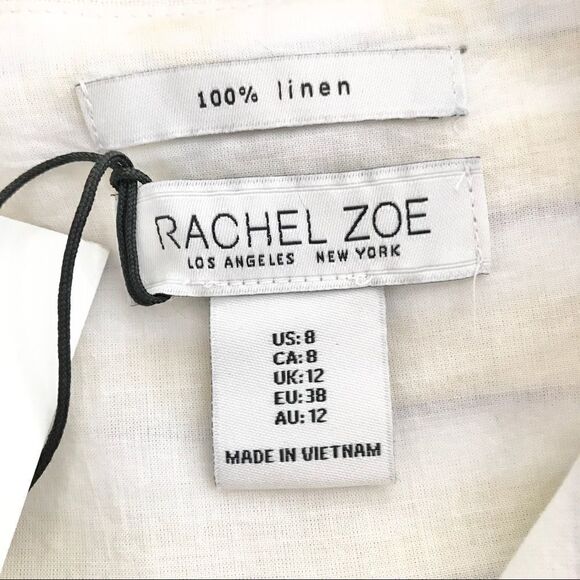 100% linen
RACHEL ZOE
LOS ANGELES NEW YORK
US: 8
CA: 8
UK: 12
EU: 38
AU: 12
MADE IN VIETNAM